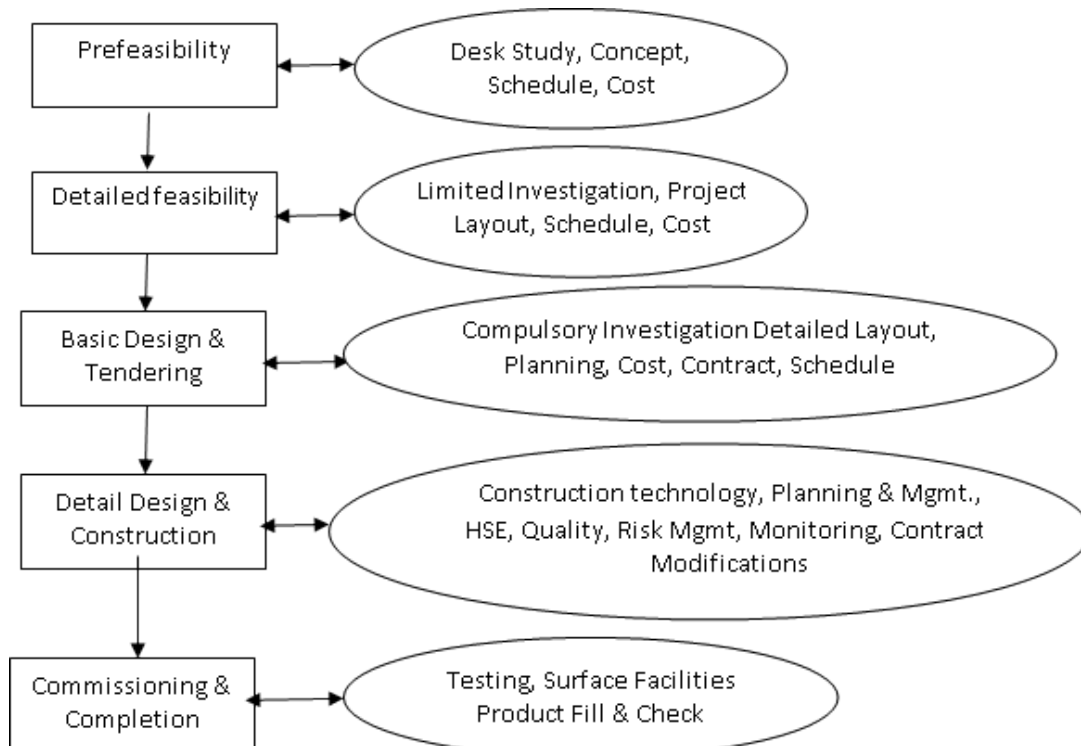 Prefeasibility
Desk Study, Concept,
Schedule, Cost
Detailed feasibility
Limited Investigation, Project
Layout, Schedule, Cost
Basic Design &
Tendering
Compulsory Investigation Detailed Layout,
Planning, Cost, Contract, Schedule
Detail Design &
Construction
Construction technology, Planning & Mgmt.,
HSE, Quality, Risk Mgmt, Monitoring, Contract
Modifications
Commissioning &
Completion
Testing, Surface Facilities
Product Fill & Check